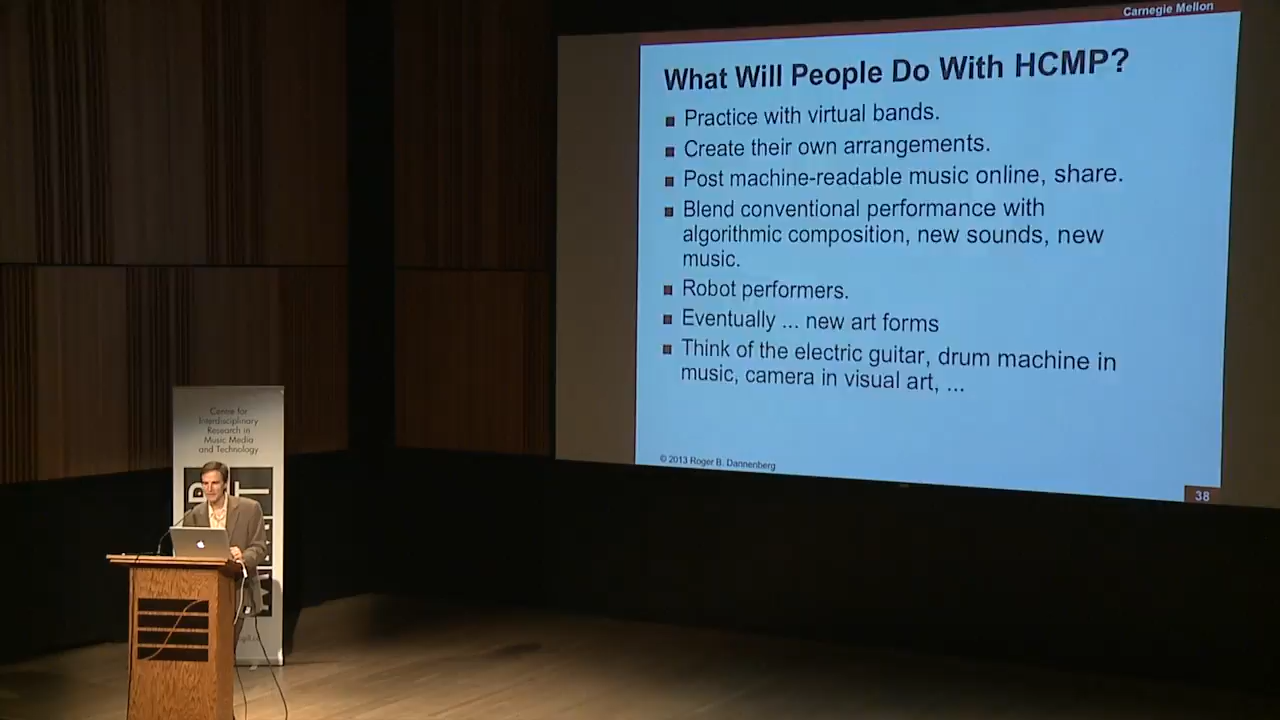 Carnegie Mellon
What Will People Do With HCMP?
Practice with virtual bands.
Create their own arrangements.
Post machine-readable music online, share.
Blend conventional performance with
algorithmic composition, new sounds, new
music.
Robot performers.
Eventually ... new art forms
Think of the electric guitar, drum machine in
music, camera in visual art, ...
© 2013 Roger B. Dannenberg
38
Centre for
Interdisciplinary
Research in
Music Media
and Technology